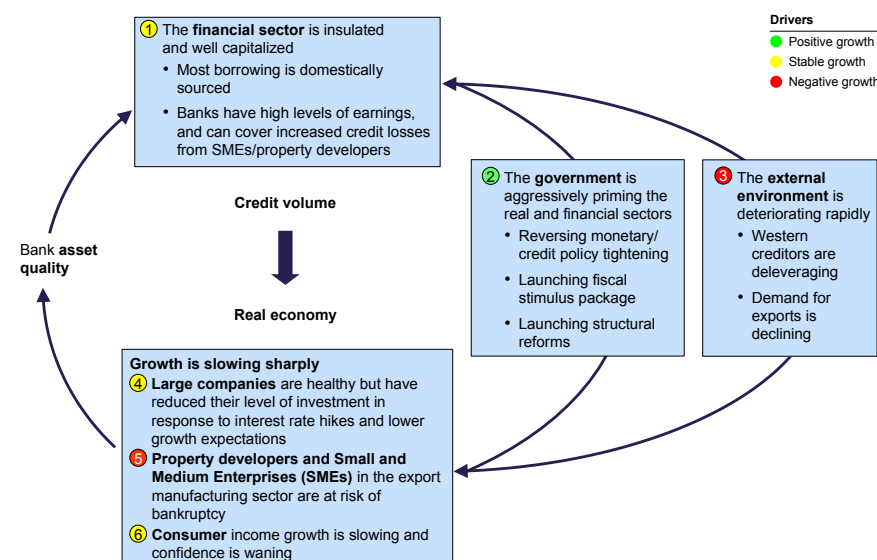 1 The financial sector is insulated
and well capitalized
• Most borrowing is domestically
sourced
• Banks have high levels of earnings,
and can cover increased credit losses
from SMEs/property developers
Drivers
Positive growth
Stable growth
Negative growth
2 The government is
aggressively priming the
real and financial sectors
• Reversing monetary/
credit policy tightening
• Launching fiscal
stimulus package
• Launching structural
reforms
3 The external
environment is
deteriorating rapidly
• Western
creditors are
deleveraging
• Demand for
exports is
declining
Credit volume
Bank asset
quality
Real economy
Growth is slowing sharply
4 Large companies are healthy but have
reduced their level of investment in
response to interest rate hikes and lower
growth expectations
5 Property developers and Small and
Medium Enterprises (SMEs) in the export
manufacturing sector are at risk of
bankruptcy
6 Consumer income growth is slowing and
confidence is waning